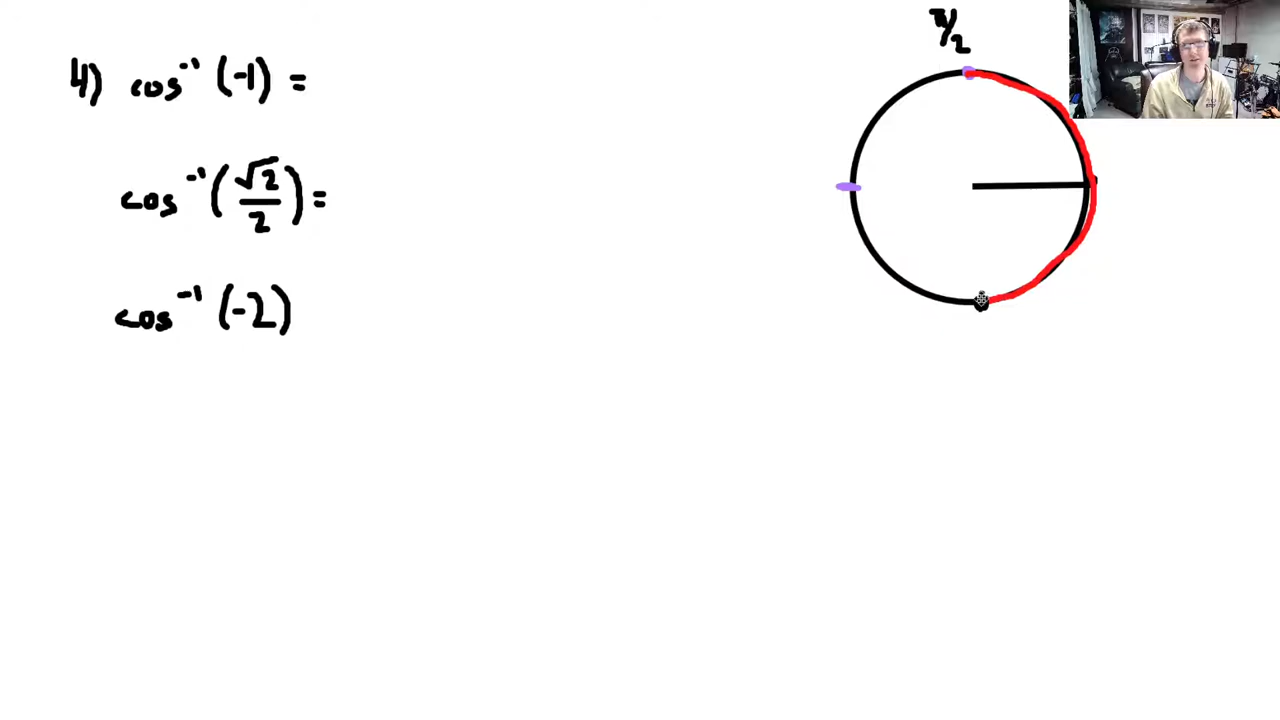 4) cos⁻¹(-1) =
π/2
cos⁻¹(√2/2) =
cos⁻¹(-2)